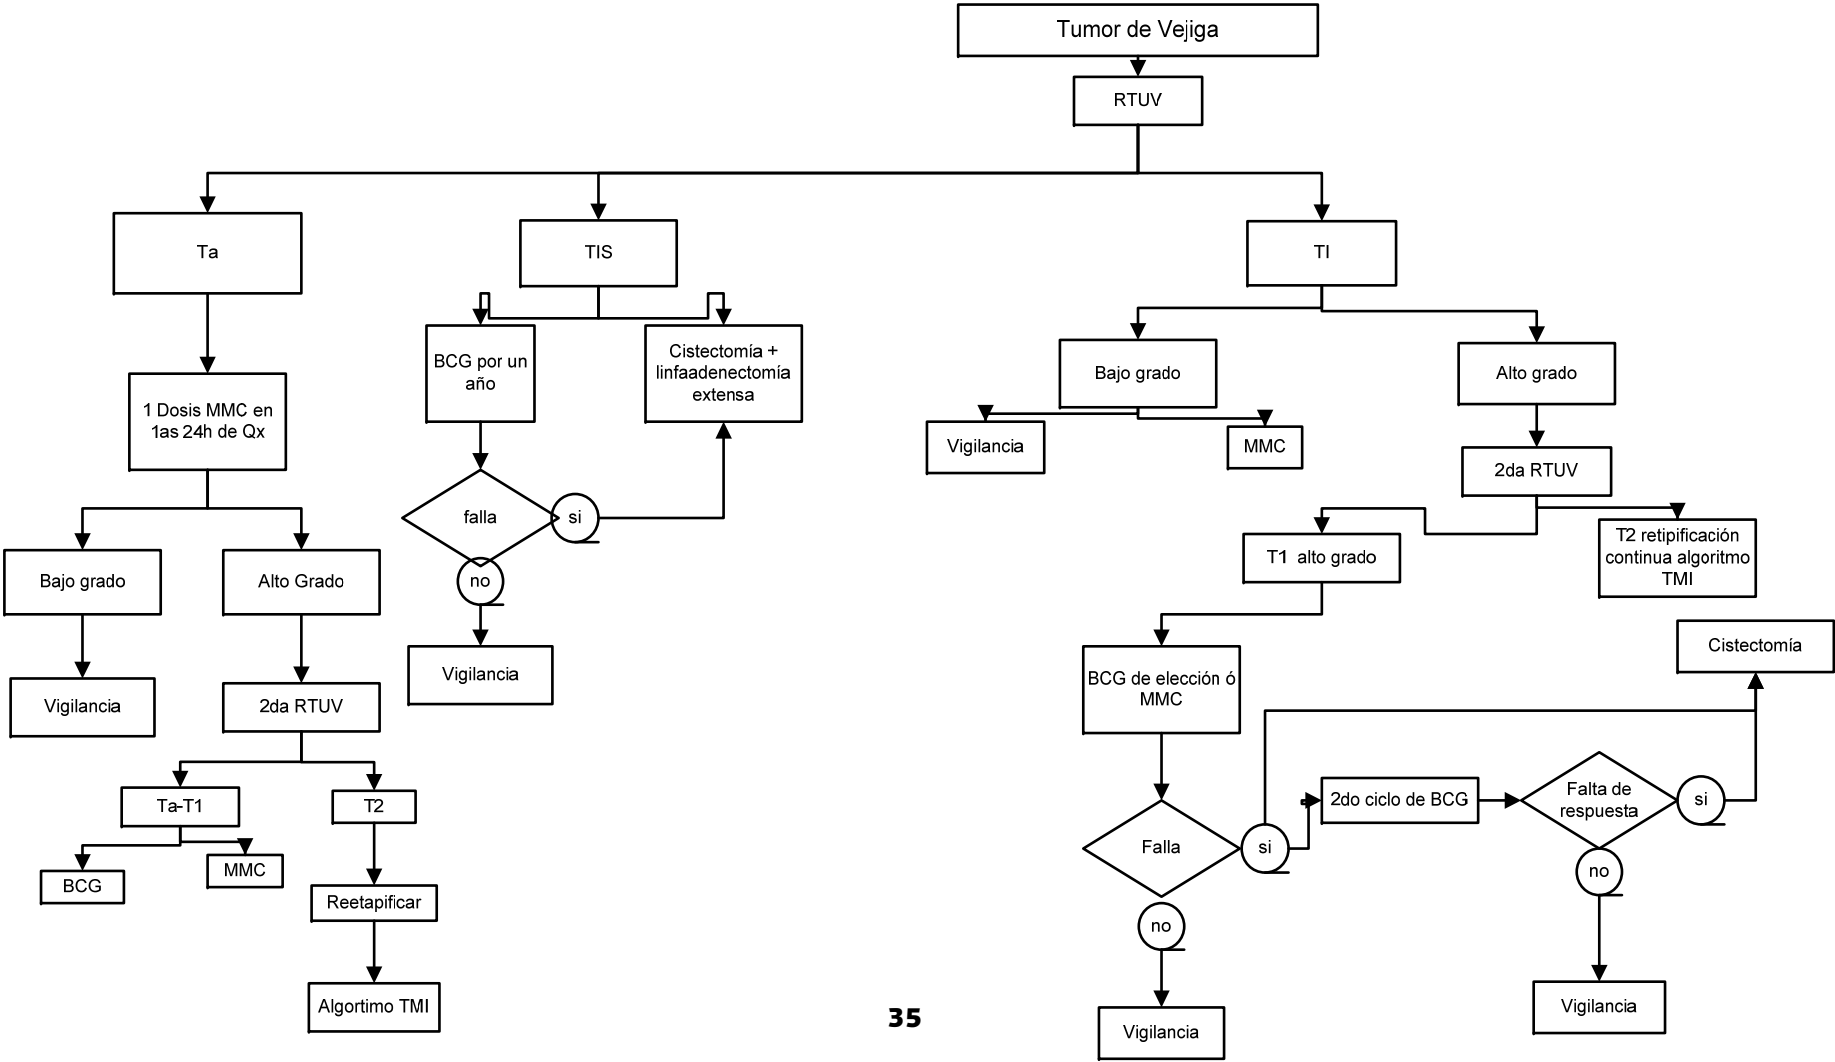 Tumor de Vejiga
RTUV
Ta
TIS
TI
1 Dosis MMC en
1as 24h de Qx
Bajo grado
Alto Grado
Vigilancia
2da RTUV
Ta-T1
T2
BCG
MMC
Reetapificar
Algortimo TMI
BCG por un
año
Cistectomía +
linfaadenectomía
extensa
falla
si
no
Vigilancia
Bajo grado
Alto grado
Vigilancia
MMC
2da RTUV
T1 alto grado
T2 retipificación
continua algoritmo
TMI
BCG de elección ó
MMC
Cistectomía
Falla
si
2do ciclo de BCG
Falta de
respuesta
si
no
no
Vigilancia
Vigilancia
35